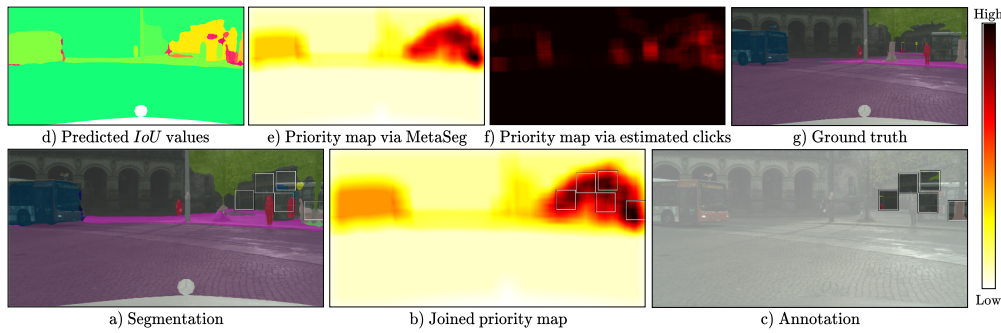 High
d) Predicted IoU values
e) Priority map via MetaSeg
f) Priority map via estimated clicks
g) Ground truth
a) Segmentation
b) Joined priority map
c) Annotation
Low